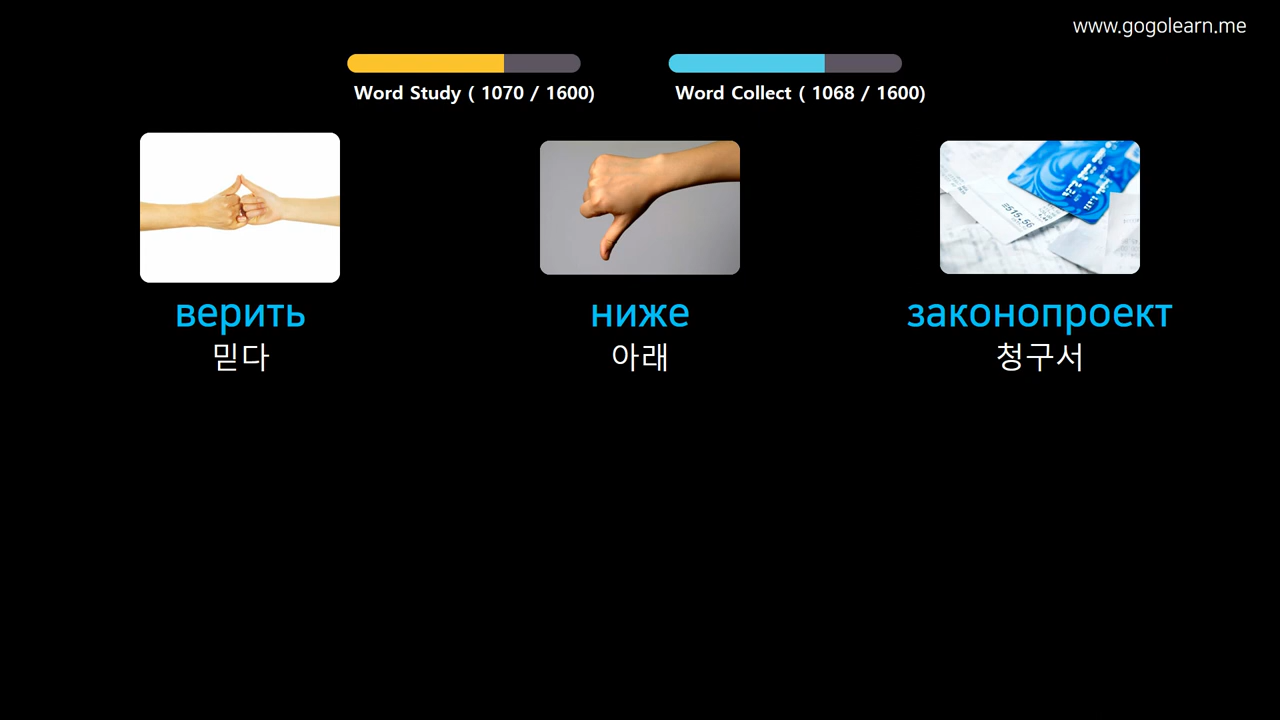 www.gogolearn.me
Word Study ( 1070 / 1600)
Word Collect ( 1068 / 1600)
верить
ниже
законопроект
믿다
아래
청구서